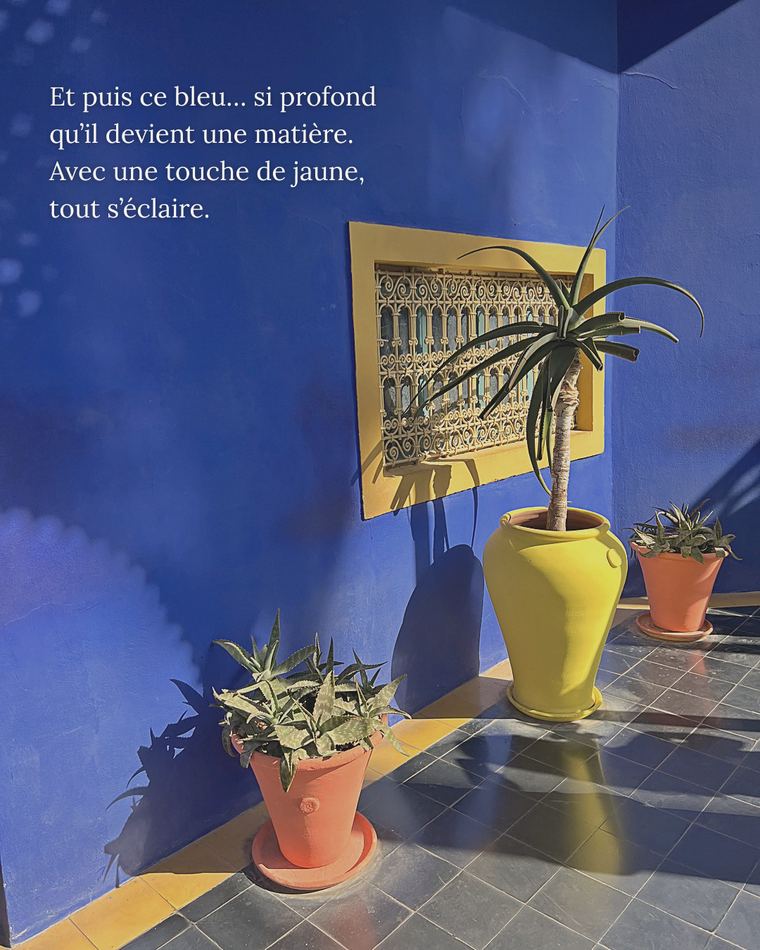 Et puis ce bleu… si profond
qu’il devient une matière.
Avec une touche de jaune,
tout s’éclaire.